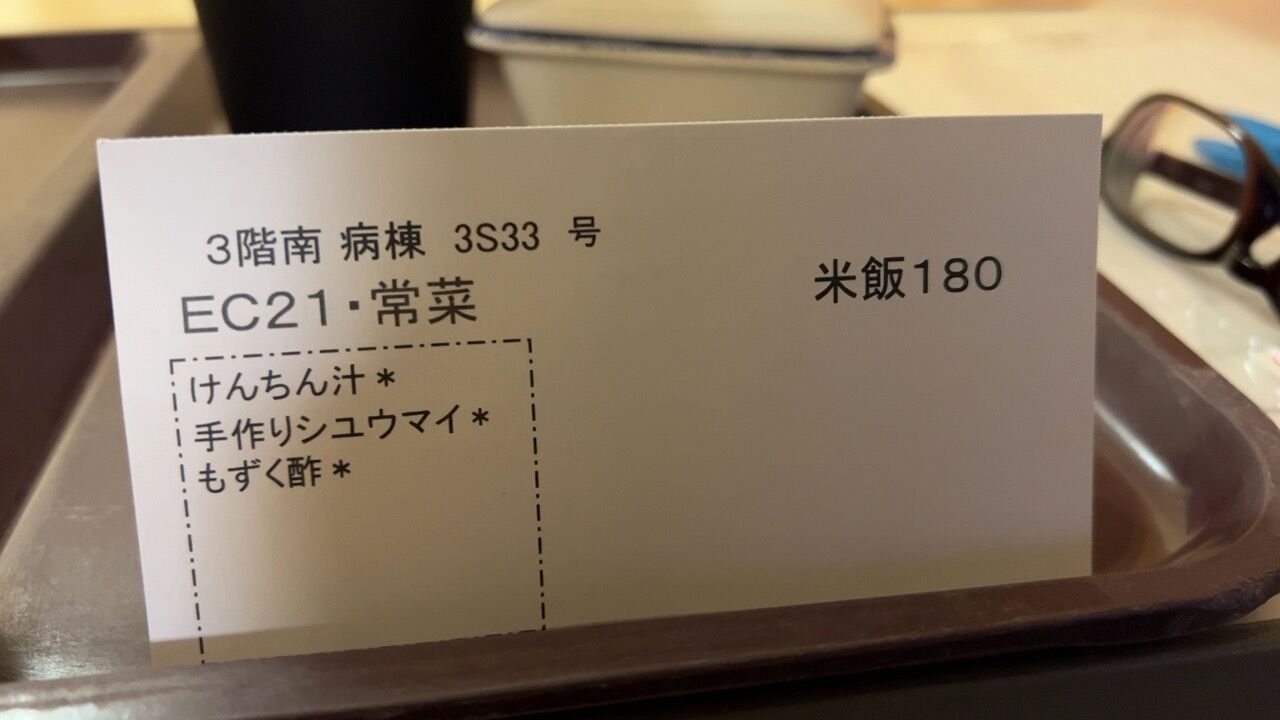 3階南 病棟 3S33 号
EC21・常菜
米飯180
けんちん汁＊
手作りシユウマイ＊
もずく酢＊